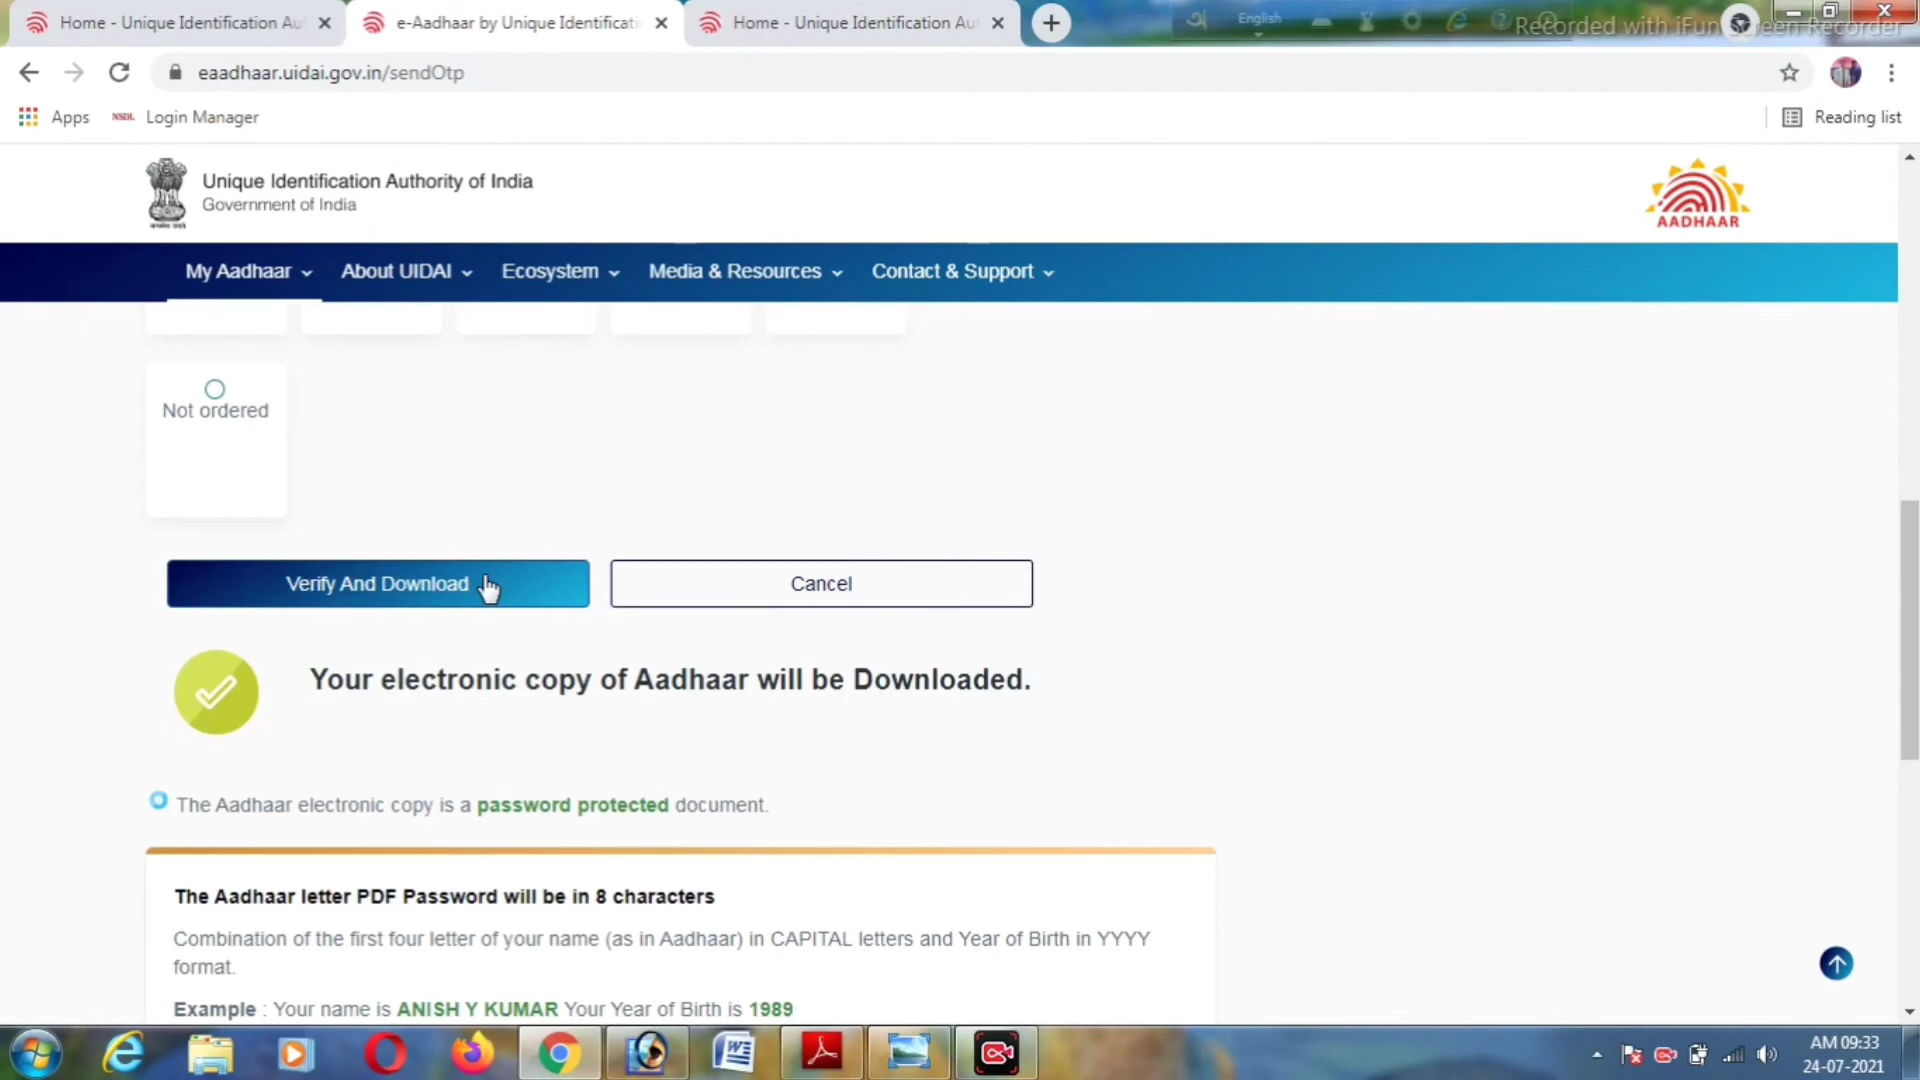 Home - Unique Identification Au
e-Aadhaar by Unique Identificati
Home - Unique Identification Au
English
Recorded with iFun Screen Recorder
eaadhaar.uidai.gov.in/sendOtp
Apps
NSDL Login Manager
Reading list
Unique Identification Authority of India
Government of India
AADHAAR
My Aadhaar
About UIDAI
Ecosystem
Media & Resources
Contact & Support
Not ordered
Verify And Download
Cancel
Your electronic copy of Aadhaar will be Downloaded.
The Aadhaar electronic copy is a password protected document.
The Aadhaar letter PDF Password will be in 8 characters
Combination of the first four letter of your name (as in Aadhaar) in CAPITAL letters and Year of Birth in YYYY
format.
Example : Your name is ANISH Y KUMAR Your Year of Birth is 1989
AM 09:33
24-07-2021